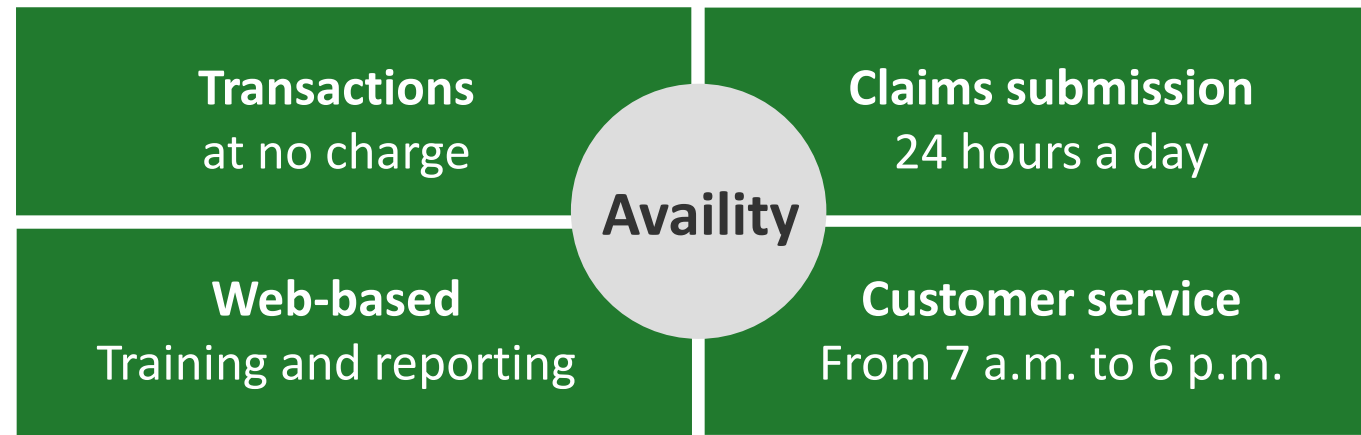 Transactions
at no charge
Claims submission
24 hours a day
Availity
Web-based
Training and reporting
Customer service
From 7 a.m. to 6 p.m.